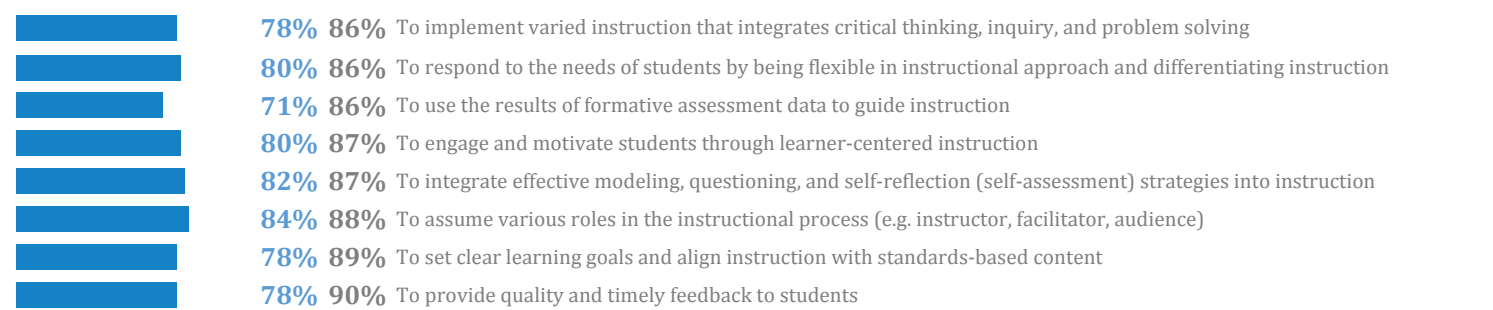 78% 86% To implement varied instruction that integrates critical thinking, inquiry, and problem solving
80% 86% To respond to the needs of students by being flexible in instructional approach and differentiating instruction
71% 86% To use the results of formative assessment data to guide instruction
80% 87% To engage and motivate students through learner-centered instruction
82% 87% To integrate effective modeling, questioning, and self-reflection (self-assessment) strategies into instruction
84% 88% To assume various roles in the instructional process (e.g. instructor, facilitator, audience)
78% 89% To set clear learning goals and align instruction with standards-based content
78% 90% To provide quality and timely feedback to students